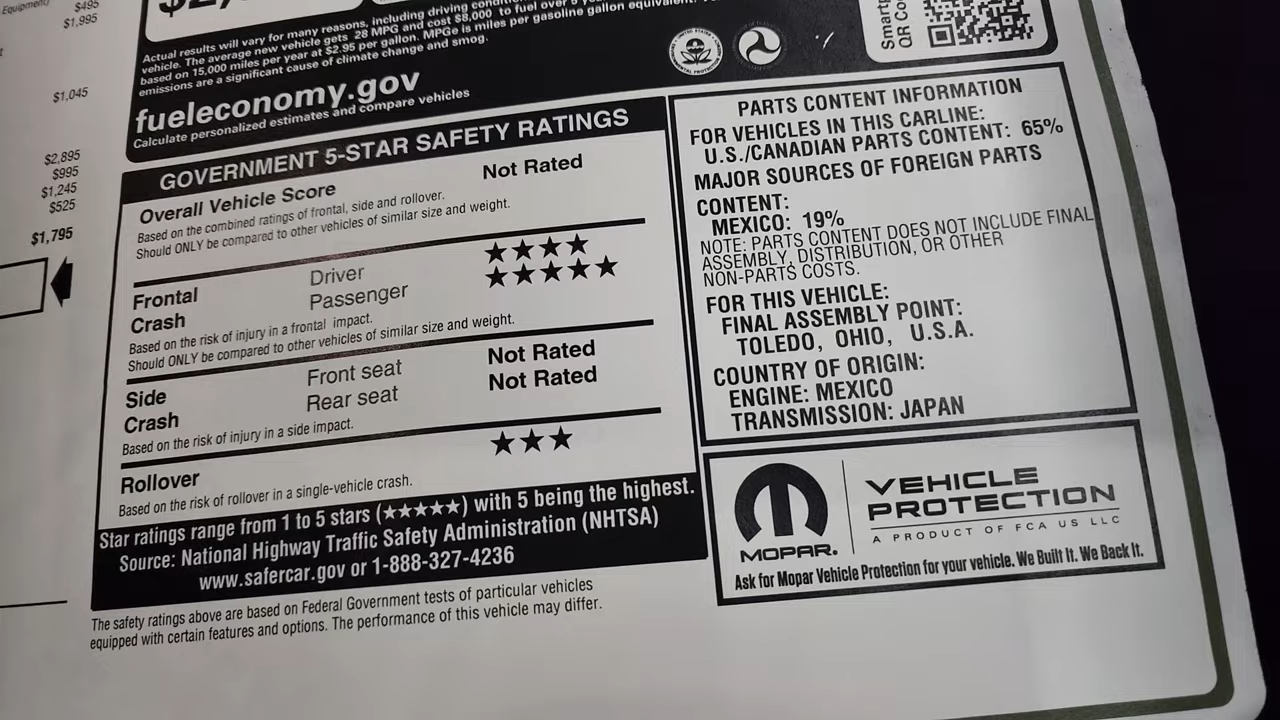 Equipment)
$495
$1,995
$1,045
$2,895
$995
$1,245
$525
$1,795
Actual results will vary for many reasons, including driving
vehicle. The average new vehicle gets 28 MPG and cost $8,000 to fuel over
based on 15,000 miles per year at $2.95 per gallon. MPGe is miles per gasoline gallon equivalent.
emissions are a significant cause of climate change and smog.
fueleconomy.gov
Calculate personalized estimates and compare vehicles
QR
GOVERNMENT 5-STAR SAFETY RATINGS
Overall Vehicle Score Not Rated
Based on the combined ratings of frontal, side and rollover.
Should ONLY be compared to other vehicles of similar size and weight.
Frontal Driver ★★★★
Crash Passenger ★★★★★
Based on the risk of injury in a frontal impact.
Should ONLY be compared to other vehicles of similar size and weight.
Side Front seat Not Rated
Crash Rear seat Not Rated
Based on the risk of injury in a side impact.
Rollover ★★★
Based on the risk of rollover in a single-vehicle crash.
Star ratings range from 1 to 5 stars (★★★★★) with 5 being the highest.
Source: National Highway Traffic Safety Administration (NHTSA)
www.safercar.gov or 1-888-327-4236
The safety ratings above are based on Federal Government tests of particular vehicles
equipped with certain features and options. The performance of this vehicle may differ.
PARTS CONTENT INFORMATION
FOR VEHICLES IN THIS CARLINE:
U.S./CANADIAN PARTS CONTENT: 65%
MAJOR SOURCES OF FOREIGN PARTS
CONTENT:
MEXICO: 19%
NOTE: PARTS CONTENT DOES NOT INCLUDE FINAL
ASSEMBLY, DISTRIBUTION, OR OTHER
NON-PARTS COSTS.
FOR THIS VEHICLE:
FINAL ASSEMBLY POINT:
TOLEDO, OHIO, U.S.A.
COUNTRY OF ORIGIN:
ENGINE: MEXICO
TRANSMISSION: JAPAN
MOPAR.
VEHICLE
PROTECTION
A PRODUCT OF FCA US LLC
Ask for Mopar Vehicle Protection for your vehicle. We Built It. We Back It.